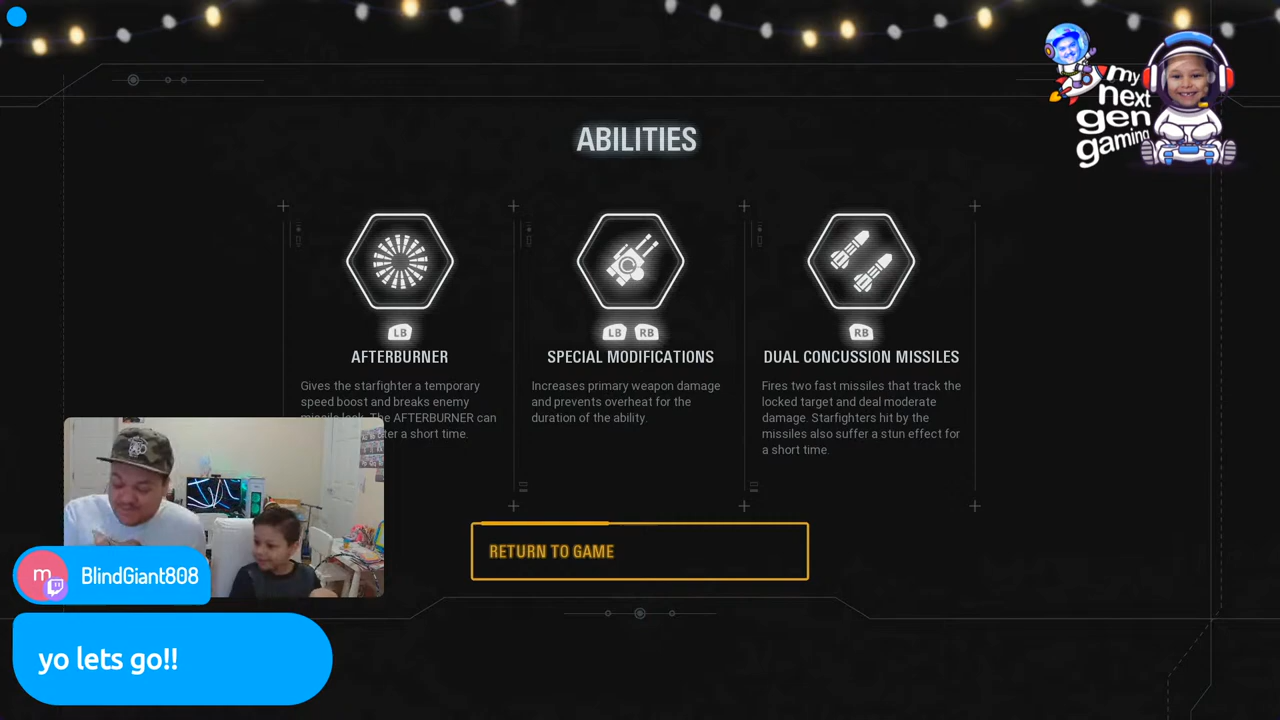 my
next
gen
gaming
ABILITIES
LB
LB RB
RB
AFTERBURNER
Gives the starfighter a temporary
speed boost and breaks enemy
The AFTERBURNER can
a short time.
SPECIAL MODIFICATIONS
Increases primary weapon damage
and prevents overheat for the
duration of the ability.
DUAL CONCUSSION MISSILES
Fires two fast missiles that track the
locked target and deal moderate
damage. Starfighters hit by the
missiles also suffer a stun effect for
a short time.
RETURN TO GAME
m
BlindGiant808
yo lets go!!